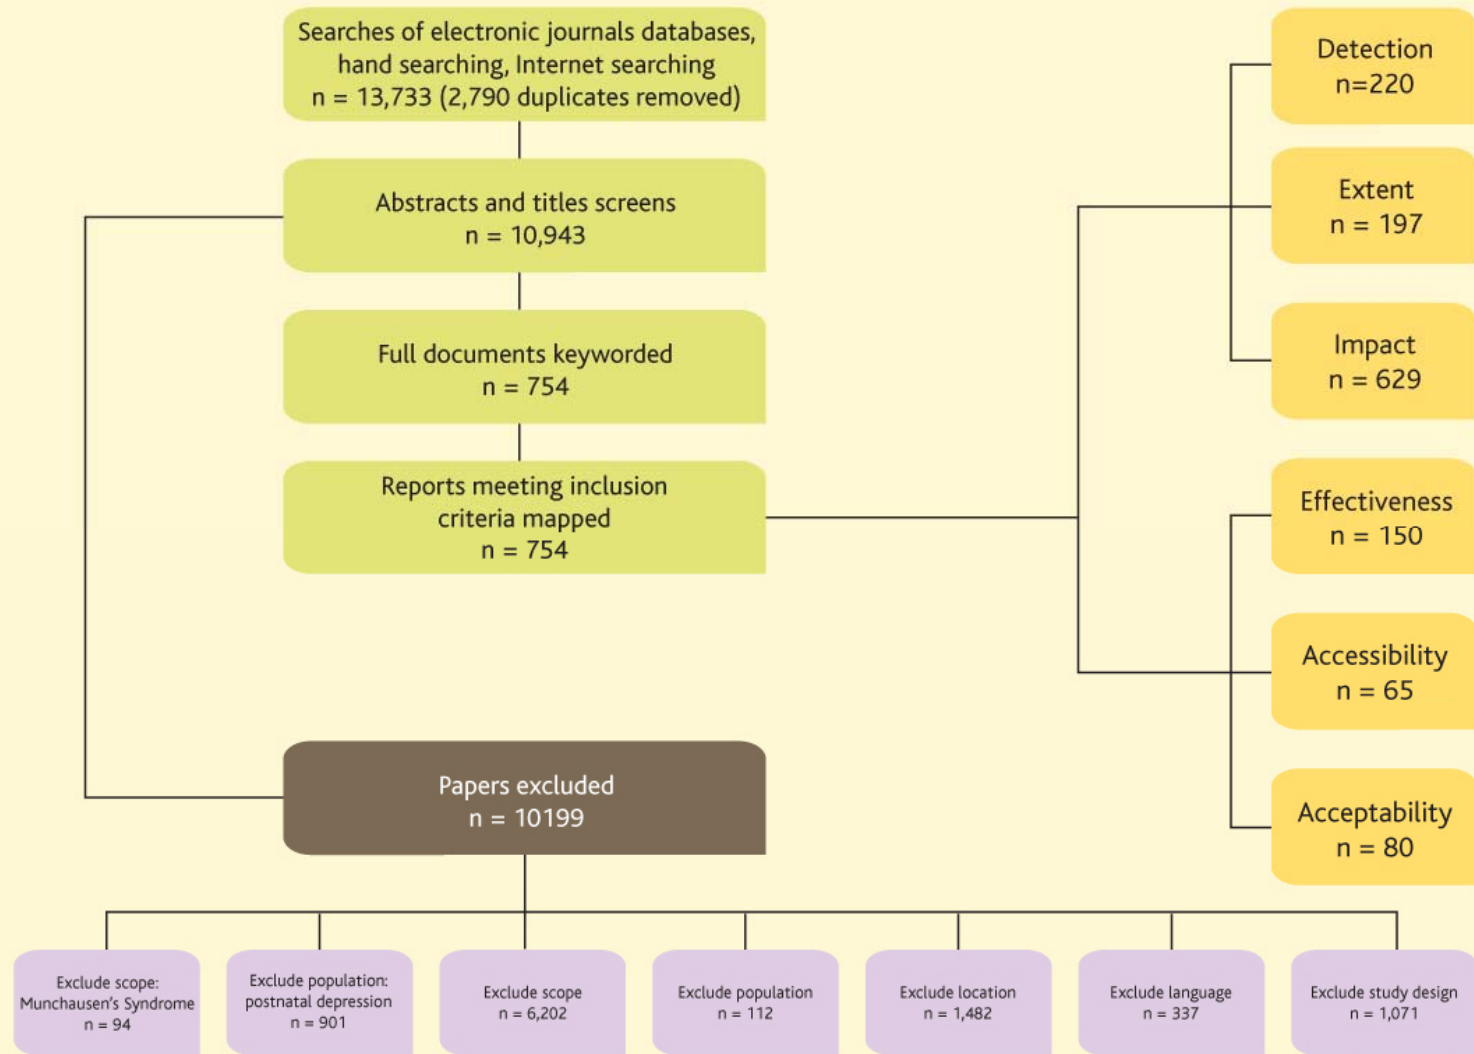 Searches of electronic journals databases,
hand searching, Internet searching
n = 13,733 (2,790 duplicates removed)
Abstracts and titles screens
n = 10,943
Full documents keyworded
n = 754
Reports meeting inclusion
criteria mapped
n = 754
Papers excluded
n = 10199
Detection
n=220
Extent
n = 197
Impact
n = 629
Effectiveness
n = 150
Accessibility
n = 65
Acceptability
n = 80
Exclude scope:
Munchausen's Syndrome
n = 94
Exclude population:
postnatal depression
n = 901
Exclude scope
n = 6,202
Exclude population
n = 112
Exclude location
n = 1,482
Exclude language
n = 337
Exclude study design
n = 1,071